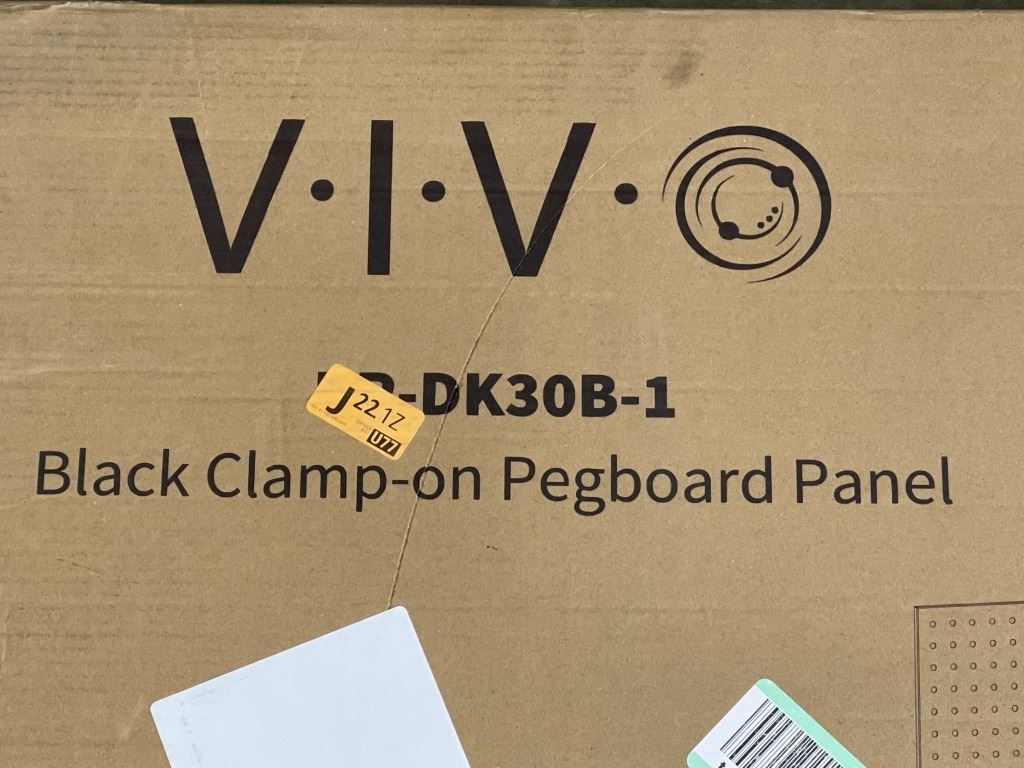 V·I·V·O
-DK30B-1
J 22 1Z
U77
Black Clamp-on Pegboard Panel